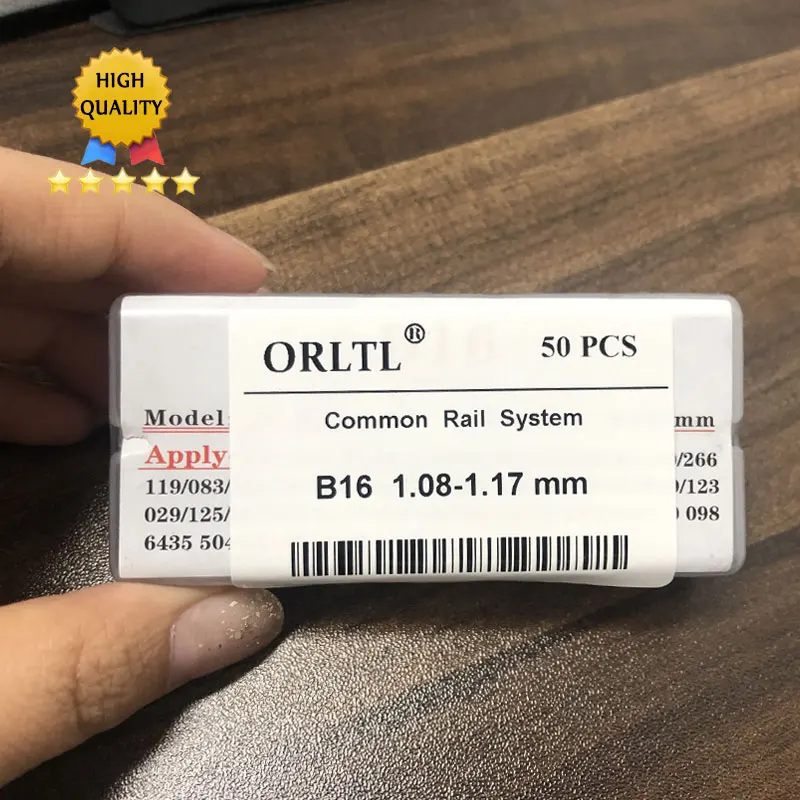 HIGH
QUALITY
ORLTL® 50 PCS
Common Rail System
Model: mm
Apply /266
B16 1.08-1.17 mm
119/083/ /123
029/125/ 098
6435 504